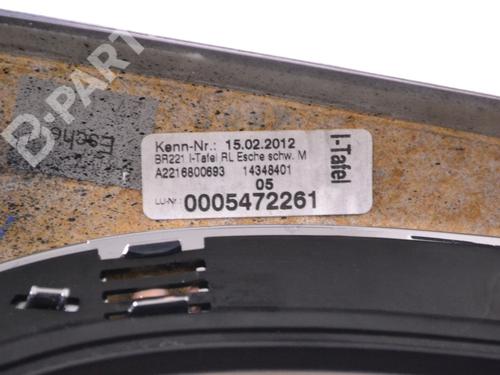 B-PARTS
Esche
Kenn-Nr.: 15.02.2012
BR221 I-Tafel RL Esche schw. M
A2216800693 14348401
05
LU-Nr.: 0005472261
I-Tafel